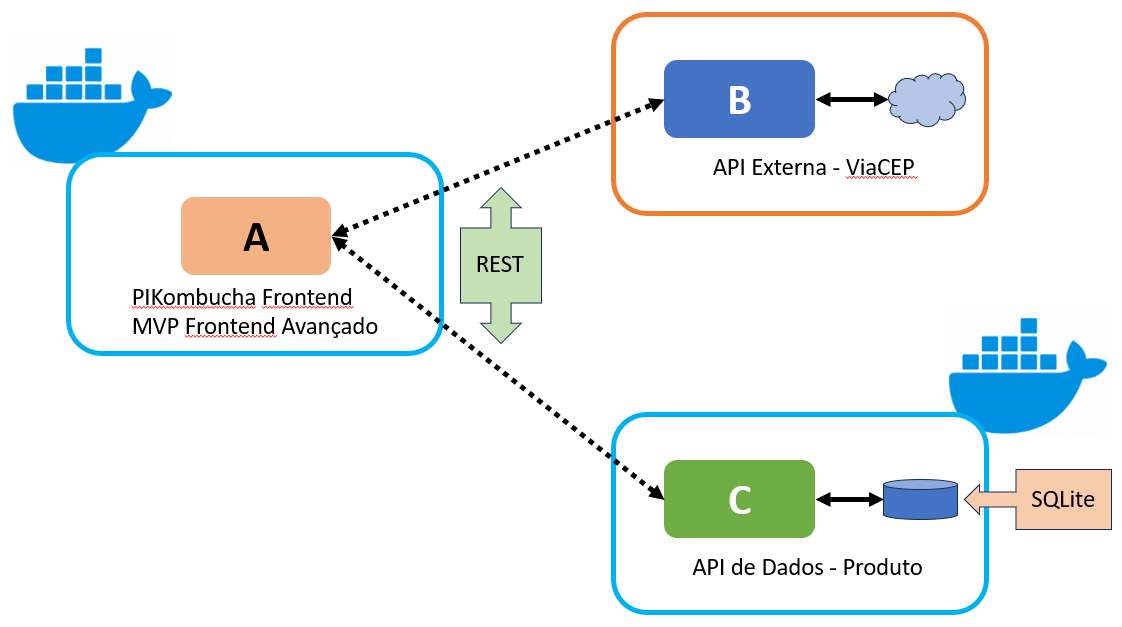 B
API Externa - ViaCEP
A
REST
PIKombucha Frontend
MVP Frontend Avançado
C
SQLite
API de Dados - Produto